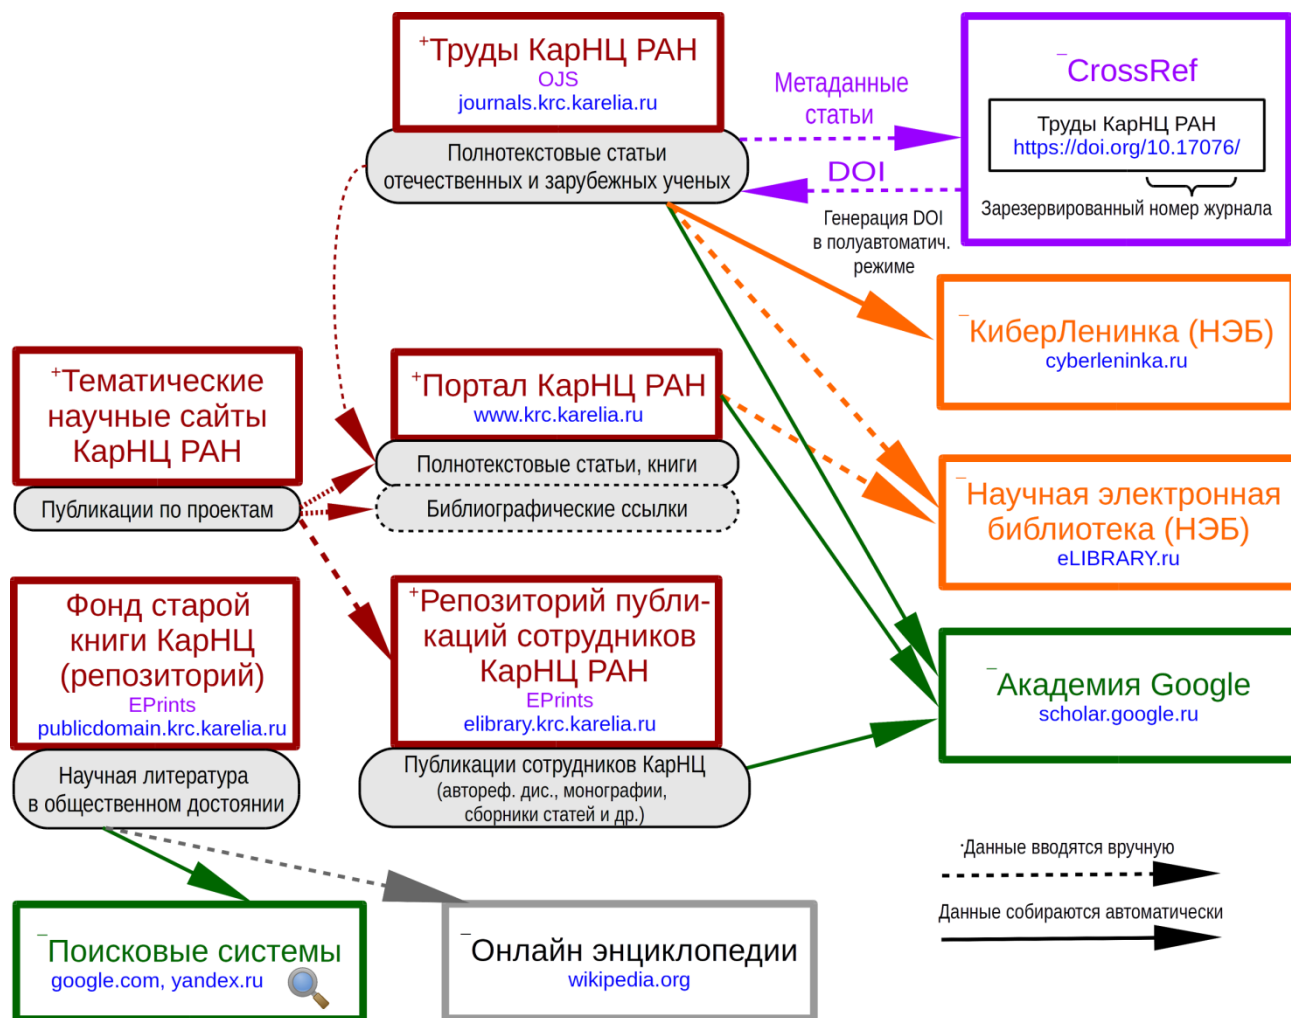 +Труды КарНЦ РАН
OJS
journals.krc.karelia.ru
Полнотекстовые статьи
отечественных и зарубежных ученых
Метаданные
статьи
DOI
Генерация DOI
в полуавтоматич.
режиме
–CrossRef
Труды КарНЦ РАН
https://doi.org/10.17076/
Зарезервированный номер журнала
–КиберЛенинка (НЭБ)
cyberleninka.ru
+Тематические
научные сайты
КарНЦ РАН
Публикации по проектам
+Портал КарНЦ РАН
www.krc.karelia.ru
Полнотекстовые статьи, книги
Библиографические ссылки
–Научная электронная
библиотека (НЭБ)
eLIBRARY.ru
Фонд старой
книги КарНЦ
(репозиторий)
EPrints
publicdomain.krc.karelia.ru
Научная литература
в общественном достоянии
+Репозиторий публи-
каций сотрудников
КарНЦ РАН
EPrints
elibrary.krc.karelia.ru
Публикации сотрудников КарНЦ
(автореф. дис., монографии,
сборники статей и др.)
–Академия Google
scholar.google.ru
·Данные вводятся вручную
Данные собираются автоматически
–Поисковые системы
google.com, yandex.ru
–Онлайн энциклопедии
wikipedia.org